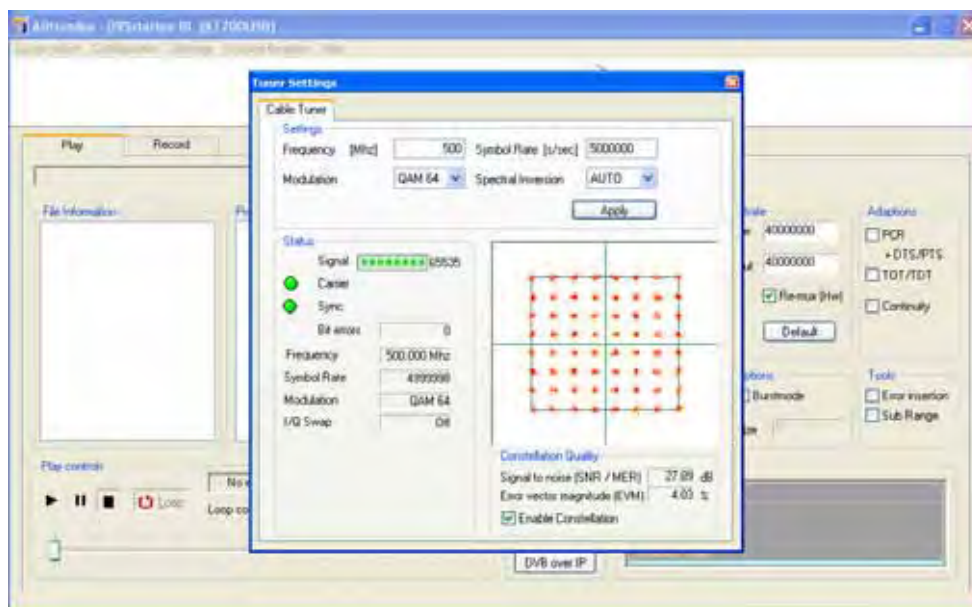 Tuner Settings
Cable Tuner
Settings
Frequency [Mhz] 500 Symbol Rate [s/sec] 5000000
Modulation QAM 64 Spectral Inversion AUTO
Apply
Status
Signal 65535
Carrier
Sync
Bit errors 0
Frequency 500.000 Mhz
Symbol Rate
Modulation QAM 64
I/Q Swap Off
Constellation Quality
Signal to noise (SNR / MER) dB
Error vector magnitude (EVM) 4.03 %
Enable Constellation
Play Record
File Information
40000000
40000000
Re-mux (Hw)
Default
Burstmode
Adaptions
PCR
+DTS/PTS
TOT/TDT
Continuity
Tools
Error insertion
Sub Range
Play controls
Loop
DVB over IP